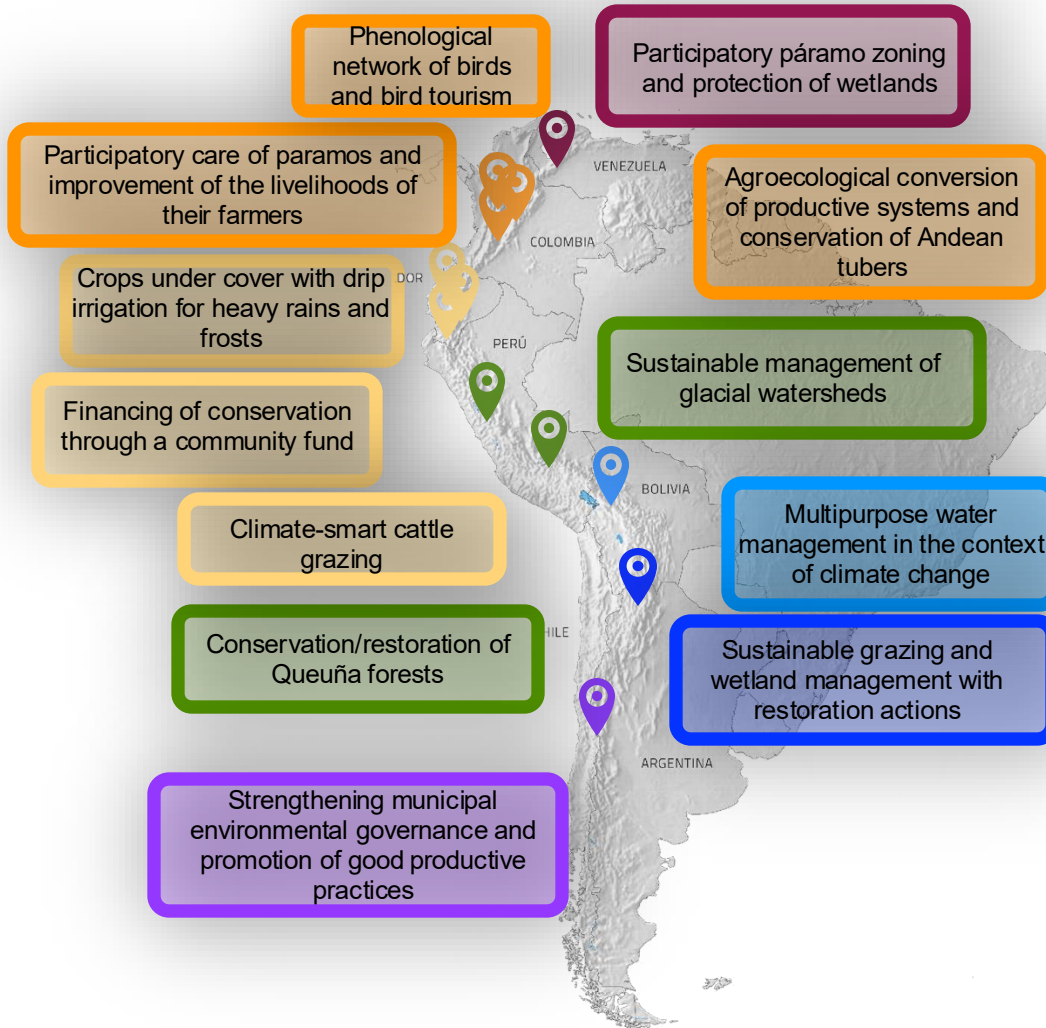 Phenological
network of birds
and bird tourism
Participatory páramo zoning
and protection of wetlands
Participatory care of paramos and
improvement of the livelihoods of
their farmers
VENEZUELA
Agroecological conversion
of productive systems and
conservation of Andean
tubers
COLOMBIA
DOR
Crops under cover with drip
irrigation for heavy rains and
frosts
PERÚ
Sustainable management of
glacial watersheds
Financing of conservation
through a community fund
BOLIVIA
Climate-smart cattle
grazing
Multipurpose water
management in the context
of climate change
HILE
Conservation/restoration of
Queuña forests
Sustainable grazing and
wetland management with
restoration actions
ARGENTINA
Strengthening municipal
environmental governance and
promotion of good productive
practices